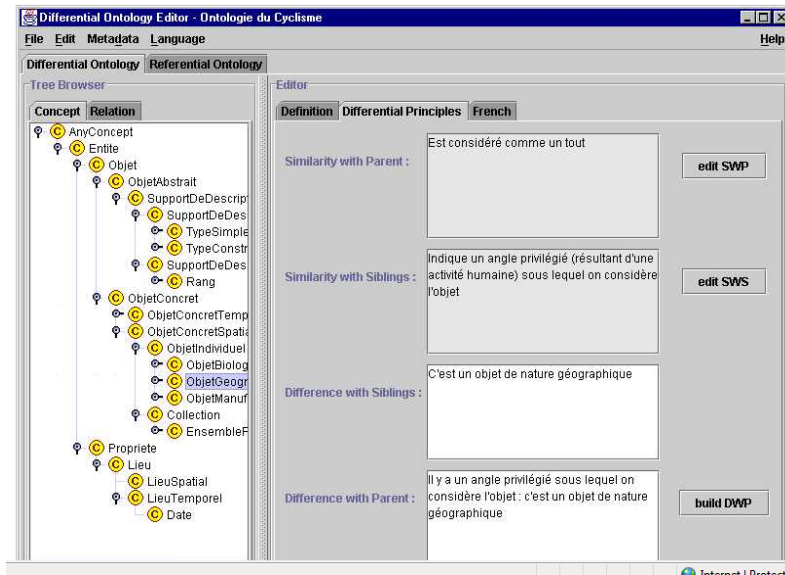 Differential Ontology Editor - Ontologie du Cyclisme
File Edit Metadata Language Help
Differential Ontology Referential Ontology
Tree Browser
Concept Relation
AnyConcept
Entite
Objet
ObjetAbstrait
SupportDeDescript
SupportDeDes
TypeSimple
TypeConstr
SupportDeDes
Rang
ObjetConcret
ObjetConcretTemp
ObjetConcretSpatia
ObjetIndividuel
ObjetBiolog
ObjetGeogr
ObjetManuf
Collection
EnsembleF
Propriete
Lieu
LieuSpatial
LieuTemporel
Date
Editor
Definition Differential Principles French
Similarity with Parent :
Est considéré comme un tout
edit SWP
Similarity with Siblings :
Indique un angle privilégié (résultant d'une
activité humaine) sous lequel on considère
l'objet
edit SWS
Difference with Siblings :
C'est un objet de nature géographique
Difference with Parent :
Il y a un angle privilégié sous lequel on
considère l'objet : c'est un objet de nature
géographique
build DWP